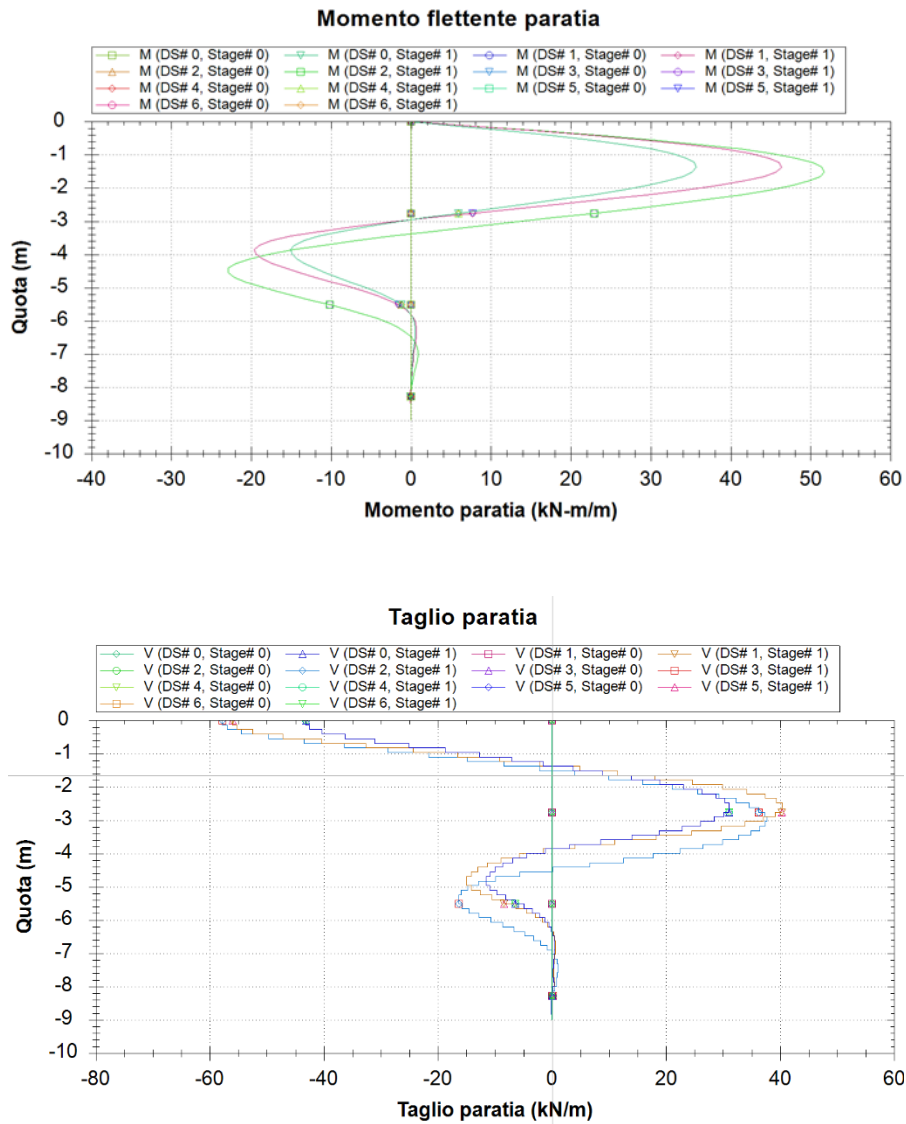 Momento flettente paratia
M (DS# 0, Stage# 0) M (DS# 0, Stage# 1) M (DS# 1, Stage# 0) M (DS# 1, Stage# 1)
M (DS# 2, Stage# 0) M (DS# 2, Stage# 1) M (DS# 3, Stage# 0) M (DS# 3, Stage# 1)
M (DS# 4, Stage# 0) M (DS# 4, Stage# 1) M (DS# 5, Stage# 0) M (DS# 5, Stage# 1)
M (DS# 6, Stage# 0) M (DS# 6, Stage# 1)
0
-1
-2
-3
-4
-5
-6
-7
-8
-9
-10
Quota (m)
-40 -30 -20 -10 0 10 20 30 40 50 60
Momento paratia (kN-m/m)
Taglio paratia
V (DS# 0, Stage# 0) V (DS# 0, Stage# 1) V (DS# 1, Stage# 0) V (DS# 1, Stage# 1)
V (DS# 2, Stage# 0) V (DS# 2, Stage# 1) V (DS# 3, Stage# 0) V (DS# 3, Stage# 1)
V (DS# 4, Stage# 0) V (DS# 4, Stage# 1) V (DS# 5, Stage# 0) V (DS# 5, Stage# 1)
V (DS# 6, Stage# 0) V (DS# 6, Stage# 1)
0
-1
-2
-3
-4
-5
-6
-7
-8
-9
-10
Quota (m)
-80 -60 -40 -20 0 20 40 60
Taglio paratia (kN/m)